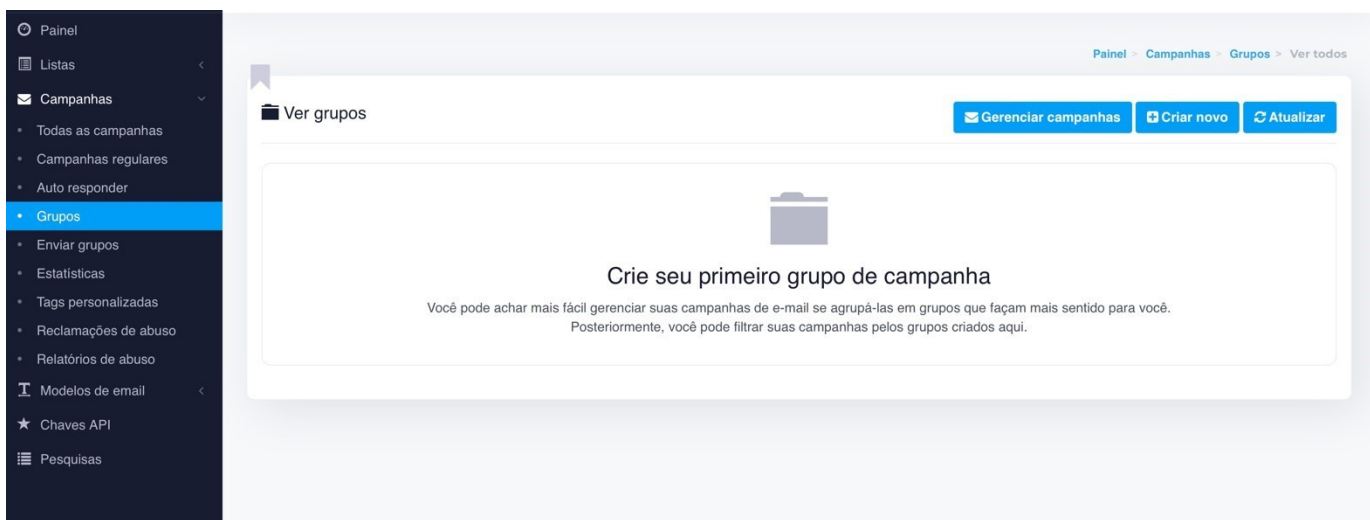 Painel
Listas
Campanhas
Todas as campanhas
Campanhas regulares
Auto responder
Grupos
Enviar grupos
Estatísticas
Tags personalizadas
Reclamações de abuso
Relatórios de abuso
Modelos de email
Chaves API
Pesquisas
Painel > Campanhas > Grupos > Ver todos
Ver grupos
Gerenciar campanhas
Criar novo
Atualizar
Crie seu primeiro grupo de campanha
Você pode achar mais fácil gerenciar suas campanhas de e-mail se agrupá-las em grupos que façam mais sentido para você.
Posteriormente, você pode filtrar suas campanhas pelos grupos criados aqui.